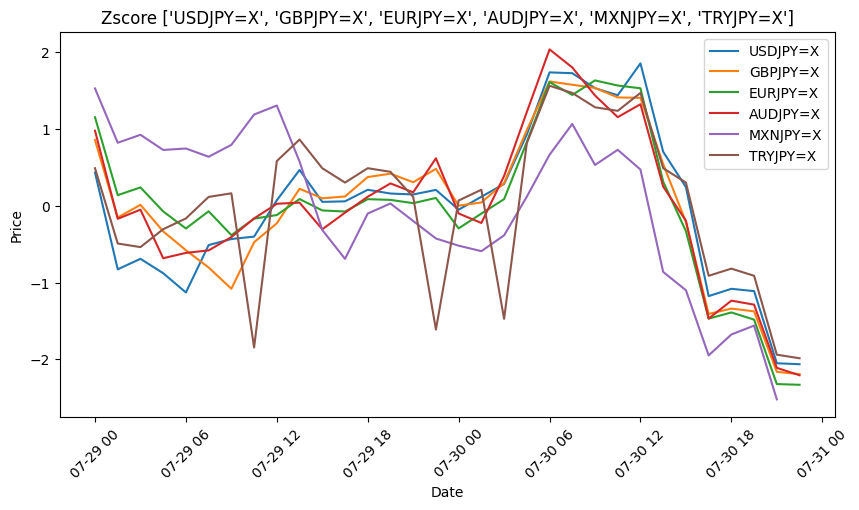 Zscore ['USDJPY=X', 'GBPJPY=X', 'EURJPY=X', 'AUDJPY=X', 'MXNJPY=X', 'TRYJPY=X']
USDJPY=X
GBPJPY=X
EURJPY=X
AUDJPY=X
MXNJPY=X
TRYJPY=X
Price
2
1
0
−1
−2
07-29 00
07-29 06
07-29 12
07-29 18
07-30 00
07-30 06
07-30 12
07-30 18
07-31 00
Date